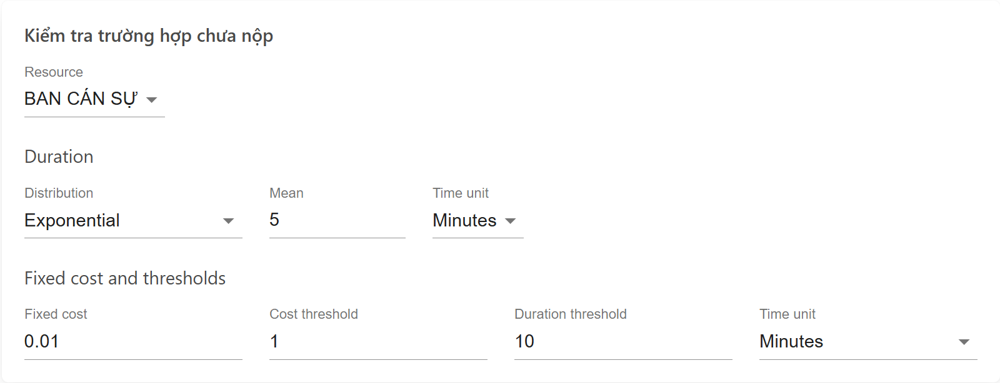 Kiểm tra trường hợp chưa nộp
Resource
BAN CÁN SỰ
Duration
Distribution Mean Time unit
Exponential 5 Minutes
Fixed cost and thresholds
Fixed cost Cost threshold Duration threshold Time unit
0.01 1 10 Minutes